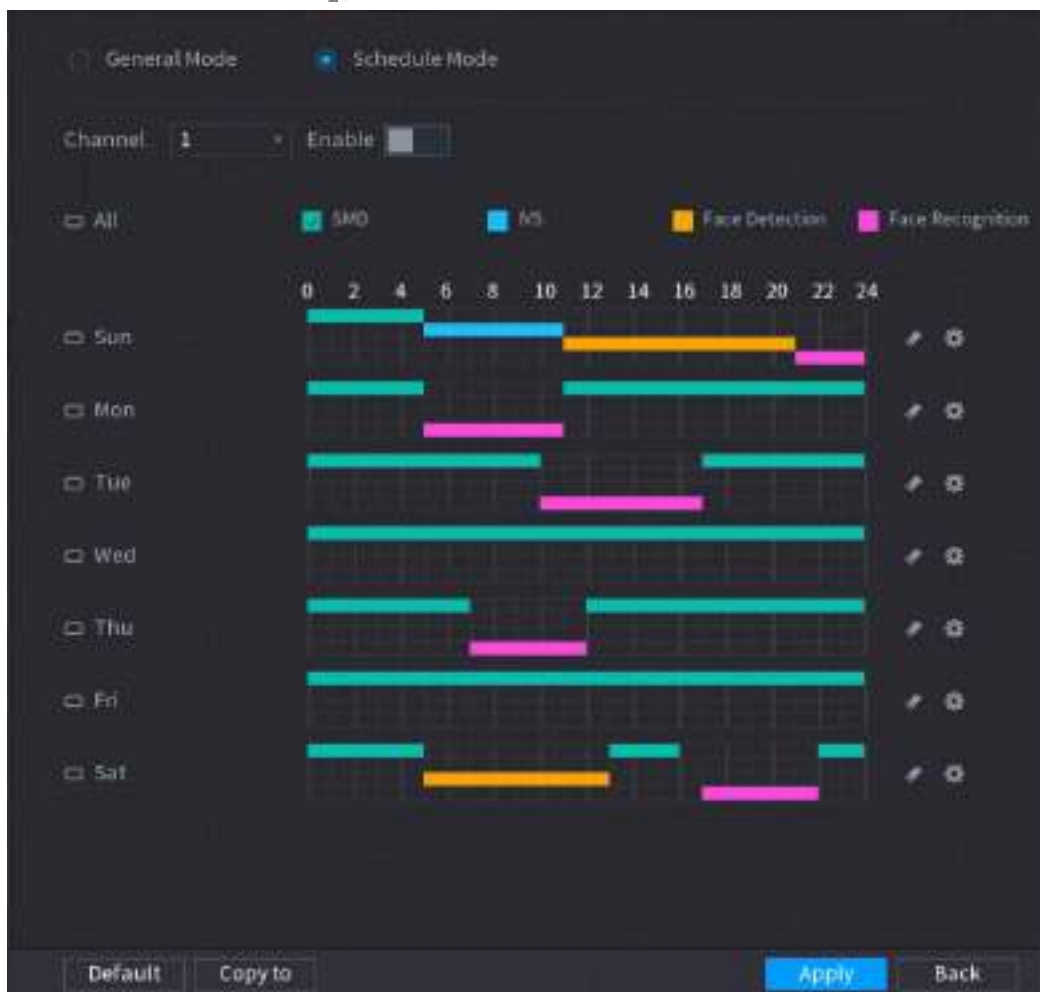 General Mode Schedule Mode
Channel 1 Enable
All SMD IVS Face Detection Face Recognition
0 2 4 6 8 10 12 14 16 18 20 22 24
Sun
Mon
Tue
Wed
Thu
Fri
Sat
Default Copy to Apply Back